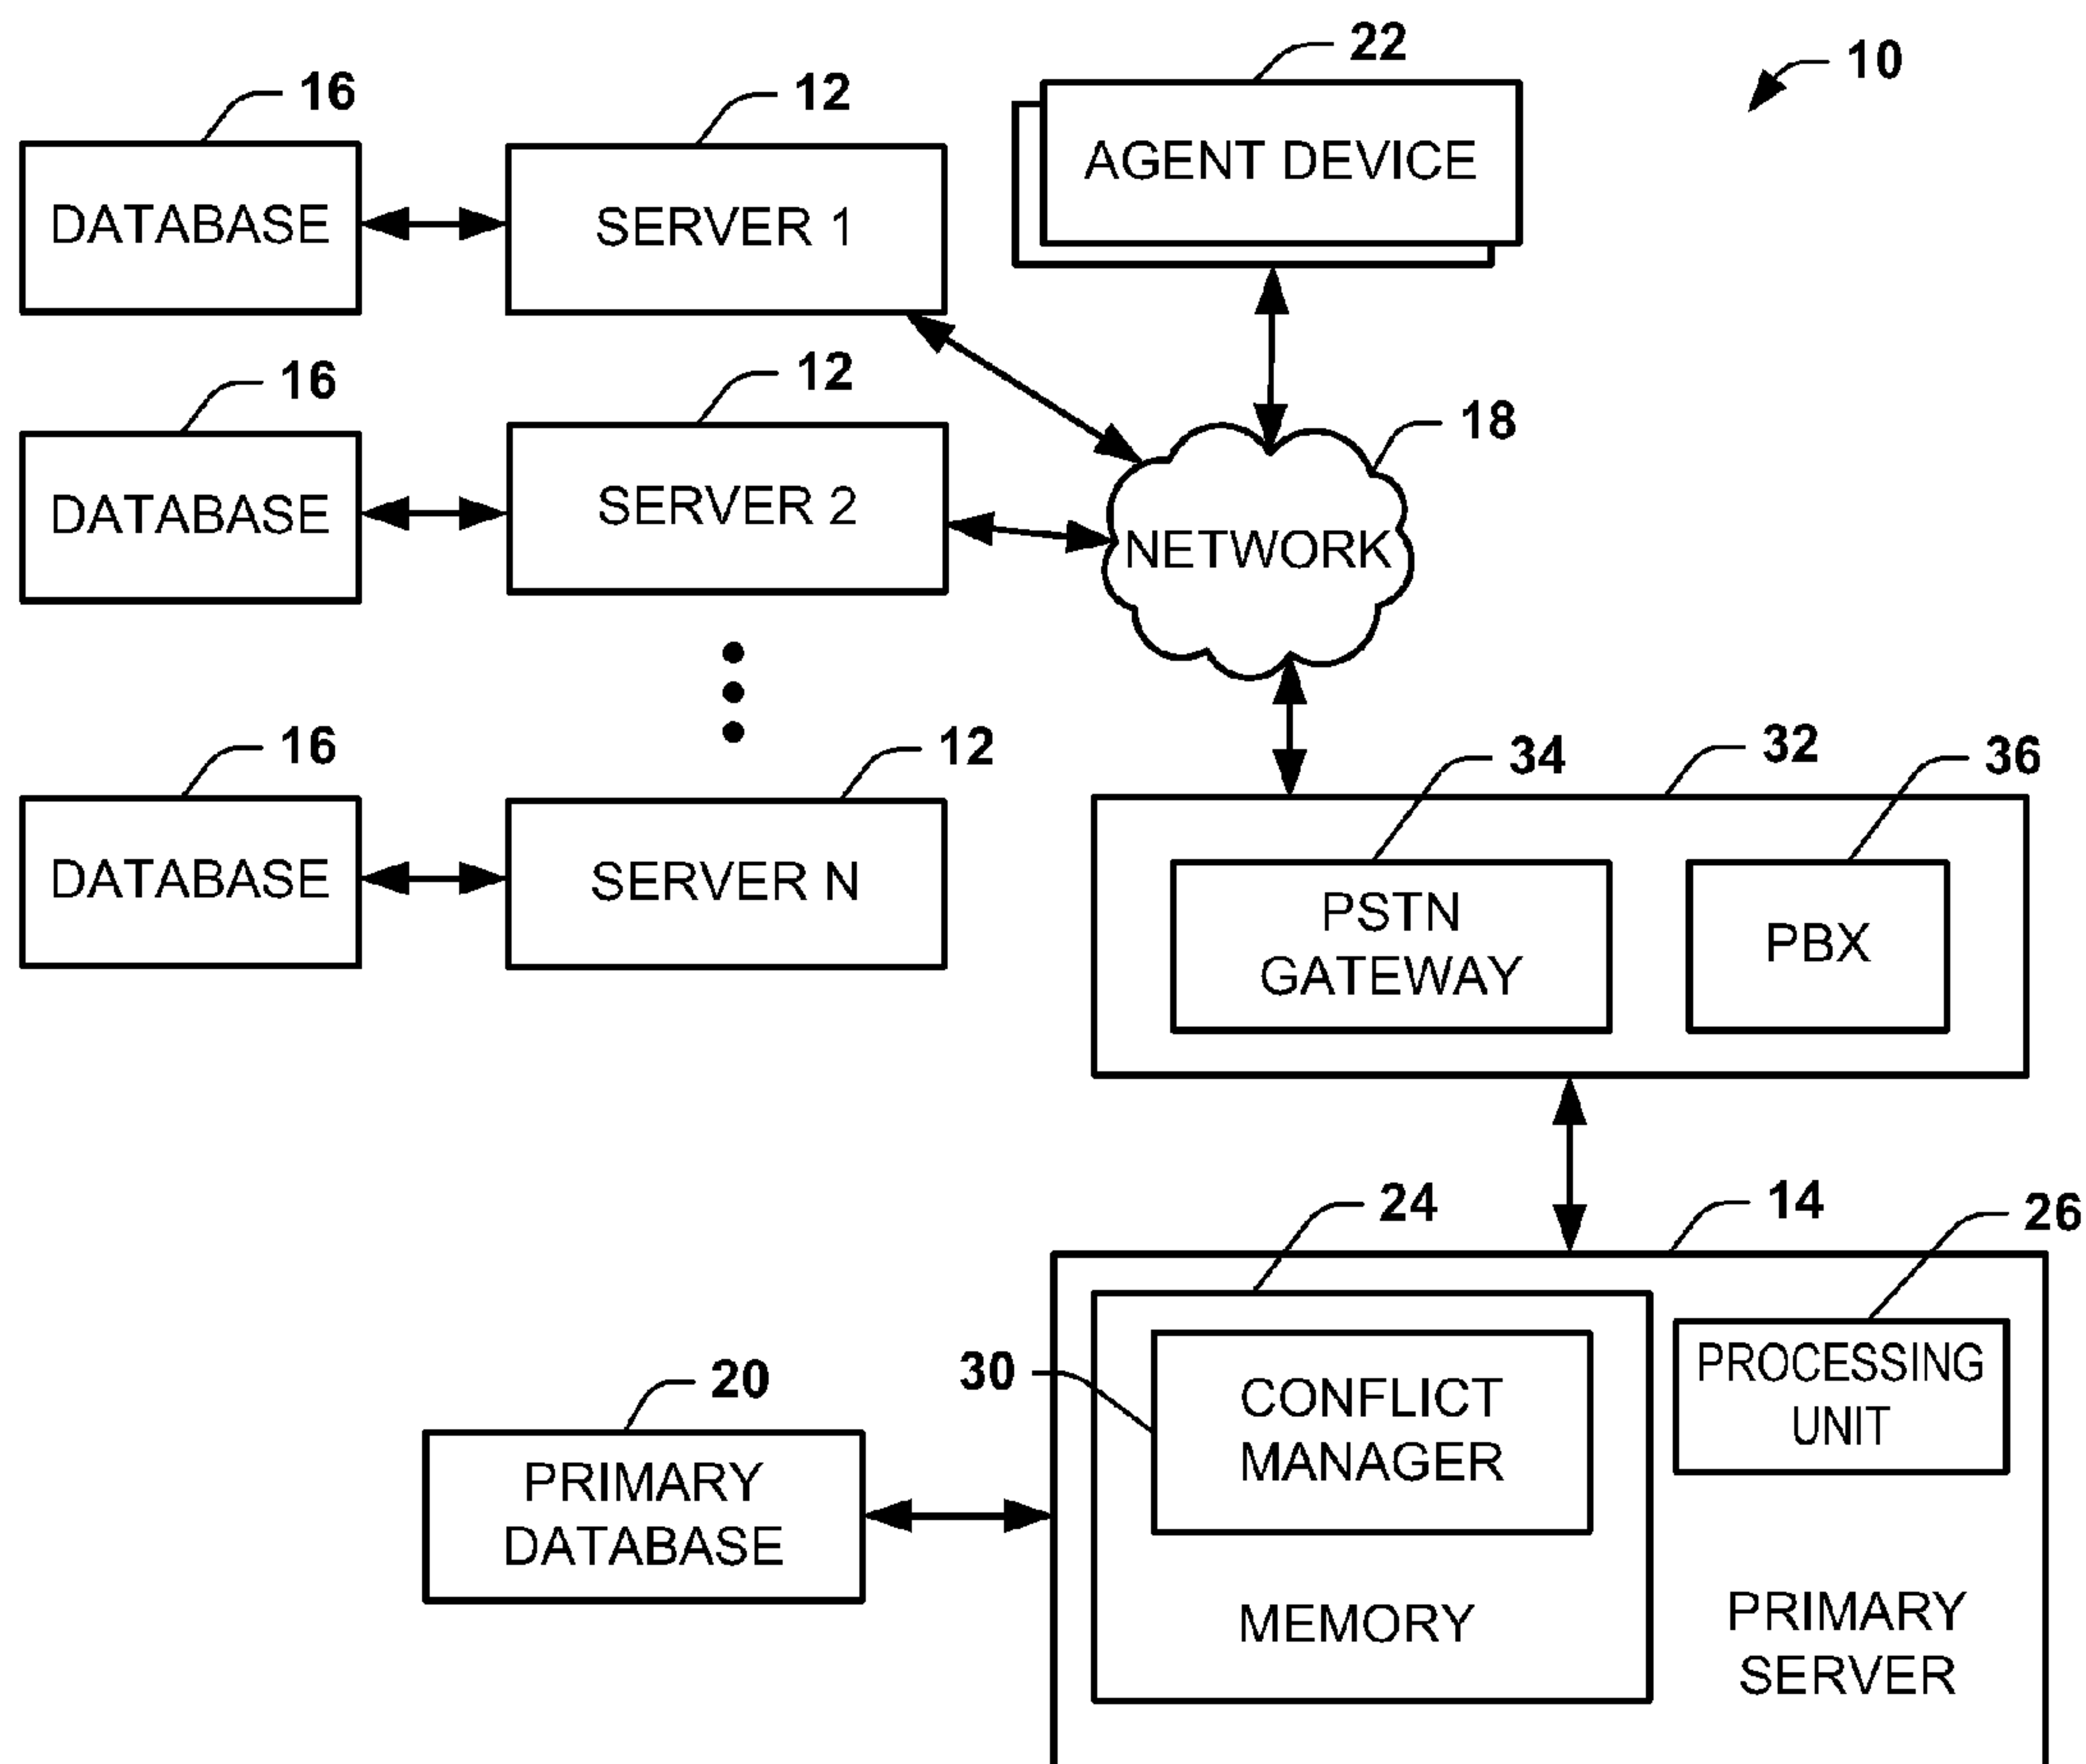 22
10
16
12
AGENT DEVICE
DATABASE
SERVER 1
16
12
18
DATABASE
SERVER 2
NETWORK
16
12
34
32
36
DATABASE
SERVER N
PSTN
GATEWAY
PBX
24
14
26
30
20
CONFLICT
MANAGER
PROCESSING
UNIT
PRIMARY
DATABASE
MEMORY
PRIMARY
SERVER